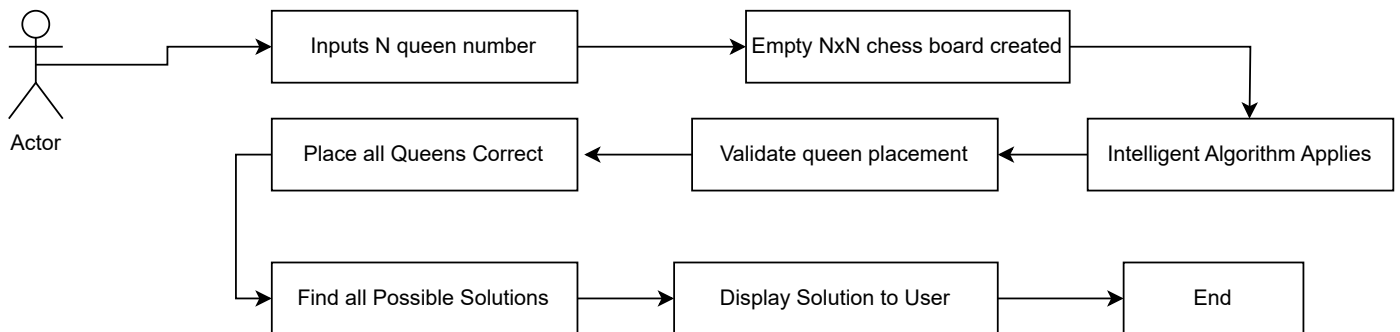 Inputs N queen number
Empty NxN chess board created
Actor
Place all Queens Correct
Validate queen placement
Intelligent Algorithm Applies
Find all Possible Solutions
Display Solution to User
End